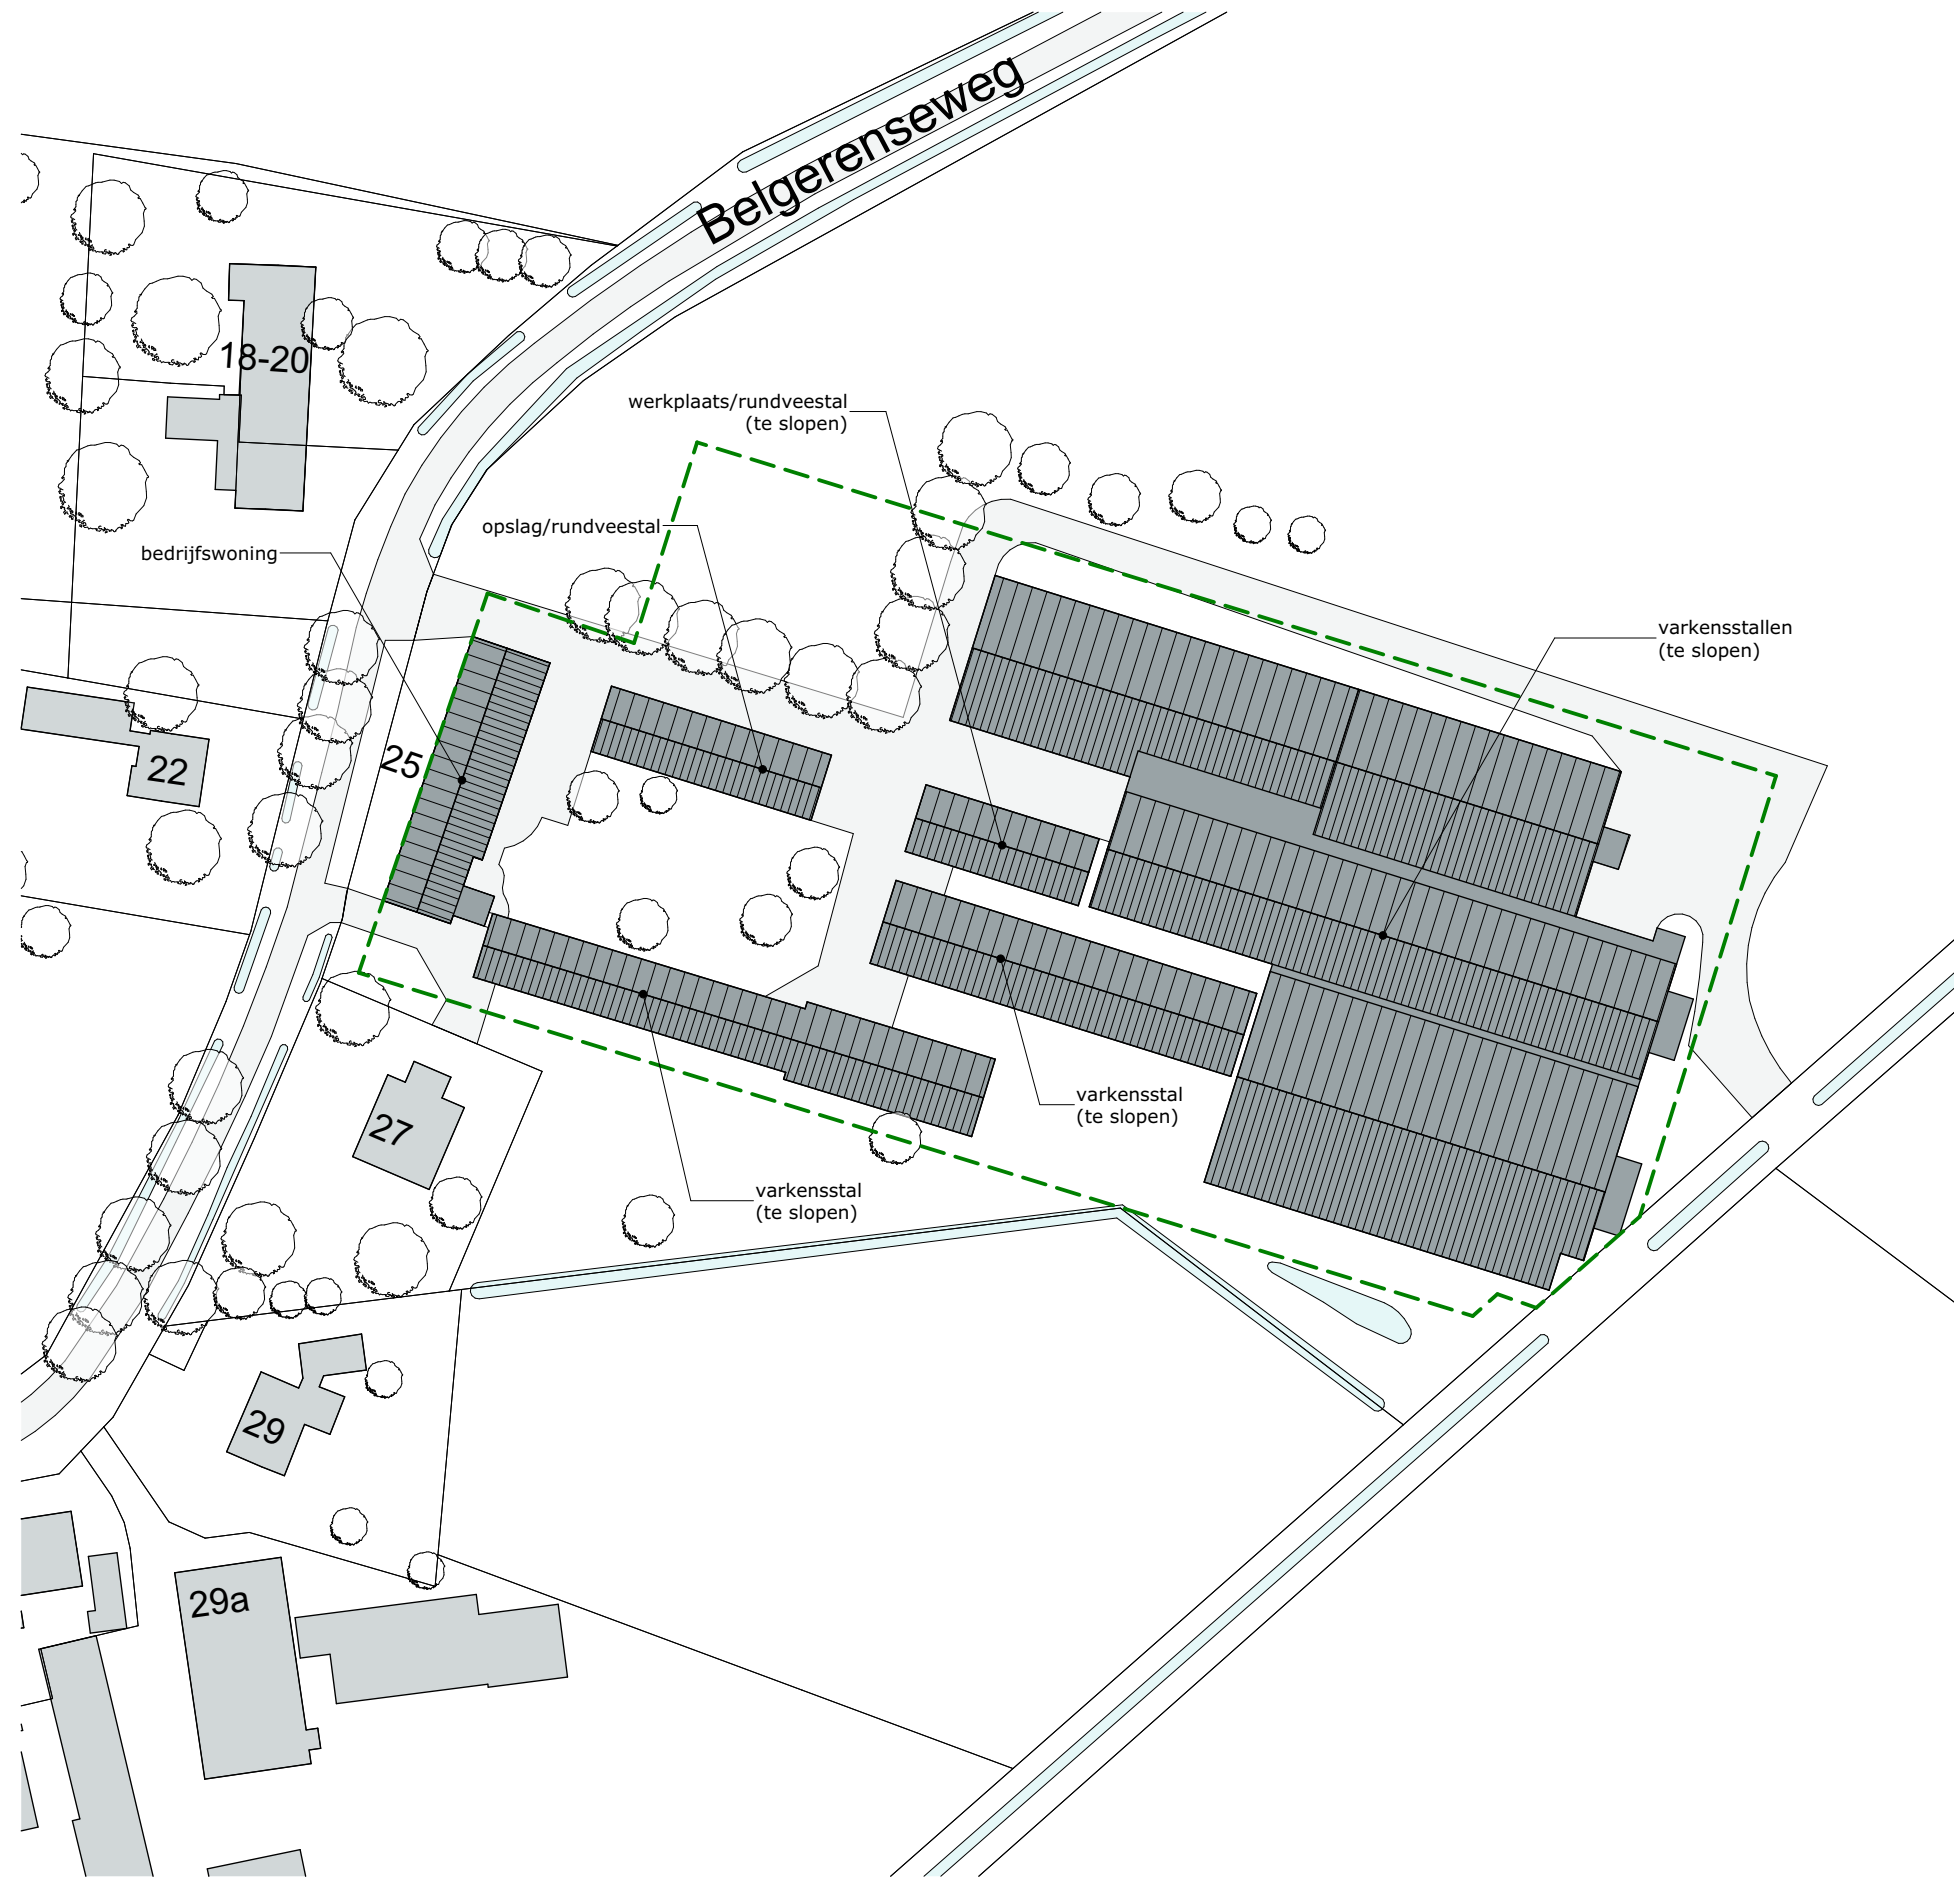 Belgerenseweg
18-20
werkplaats/rundveestal
(te slopen)
opslag/rundveestal
bedrijfswoning
varkensstallen
(te slopen)
25
22
varkensstal
(te slopen)
27
varkensstal
(te slopen)
29
29a